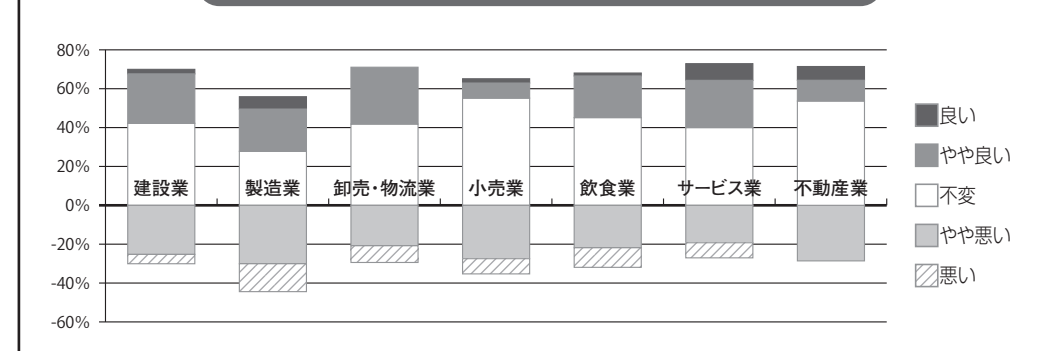 80%
60%
40%
20%
0%
-20%
-40%
-60%
建設業
製造業
卸売・物流業
小売業
飲食業
サービス業
不動産業
良い
やや良い
不変
やや悪い
悪い